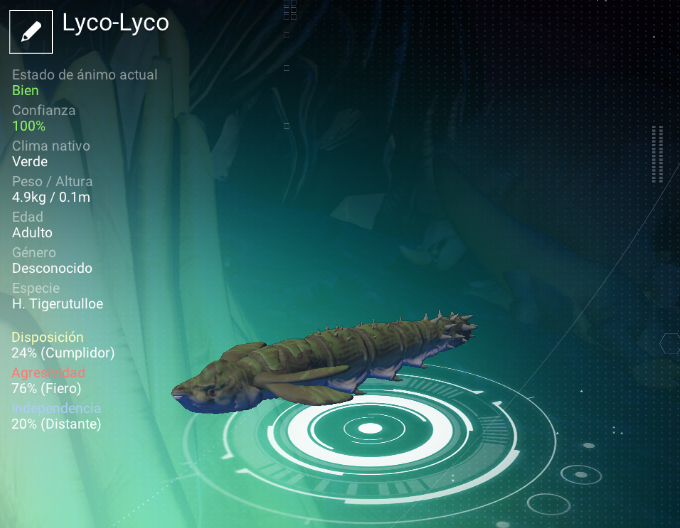 Lyco-Lyco
Estado de ánimo actual
Bien
Confianza
100%
Clima nativo
Verde
Peso / Altura
4.9kg / 0.1m
Edad
Adulto
Género
Desconocido
Especie
H. Tigerutulloe
Disposición
24% (Cumplidor)
Agresividad
76% (Fiero)
Independencia
20% (Distante)